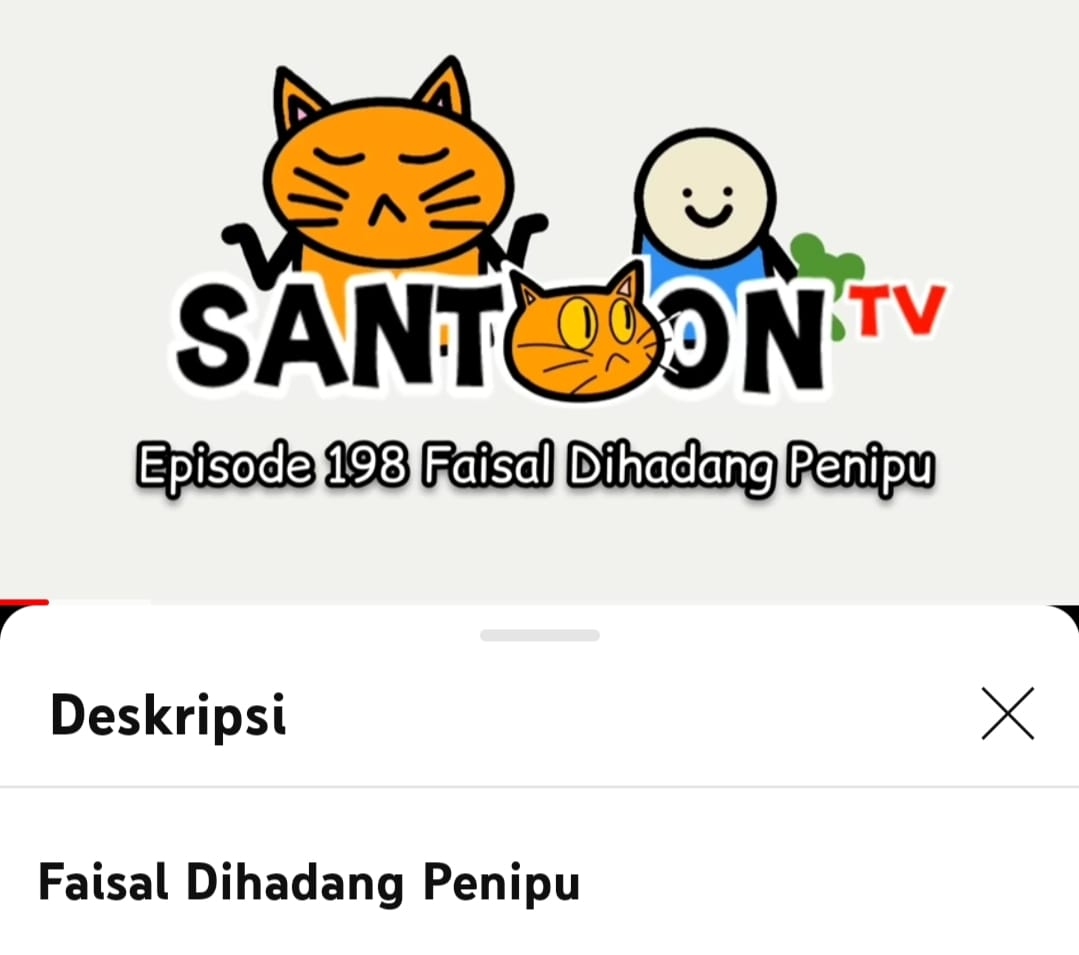 SANTOON TV
Episode 198 Faisal Dihadang Penipu
Deskripsi
Faisal Dihadang Penipu